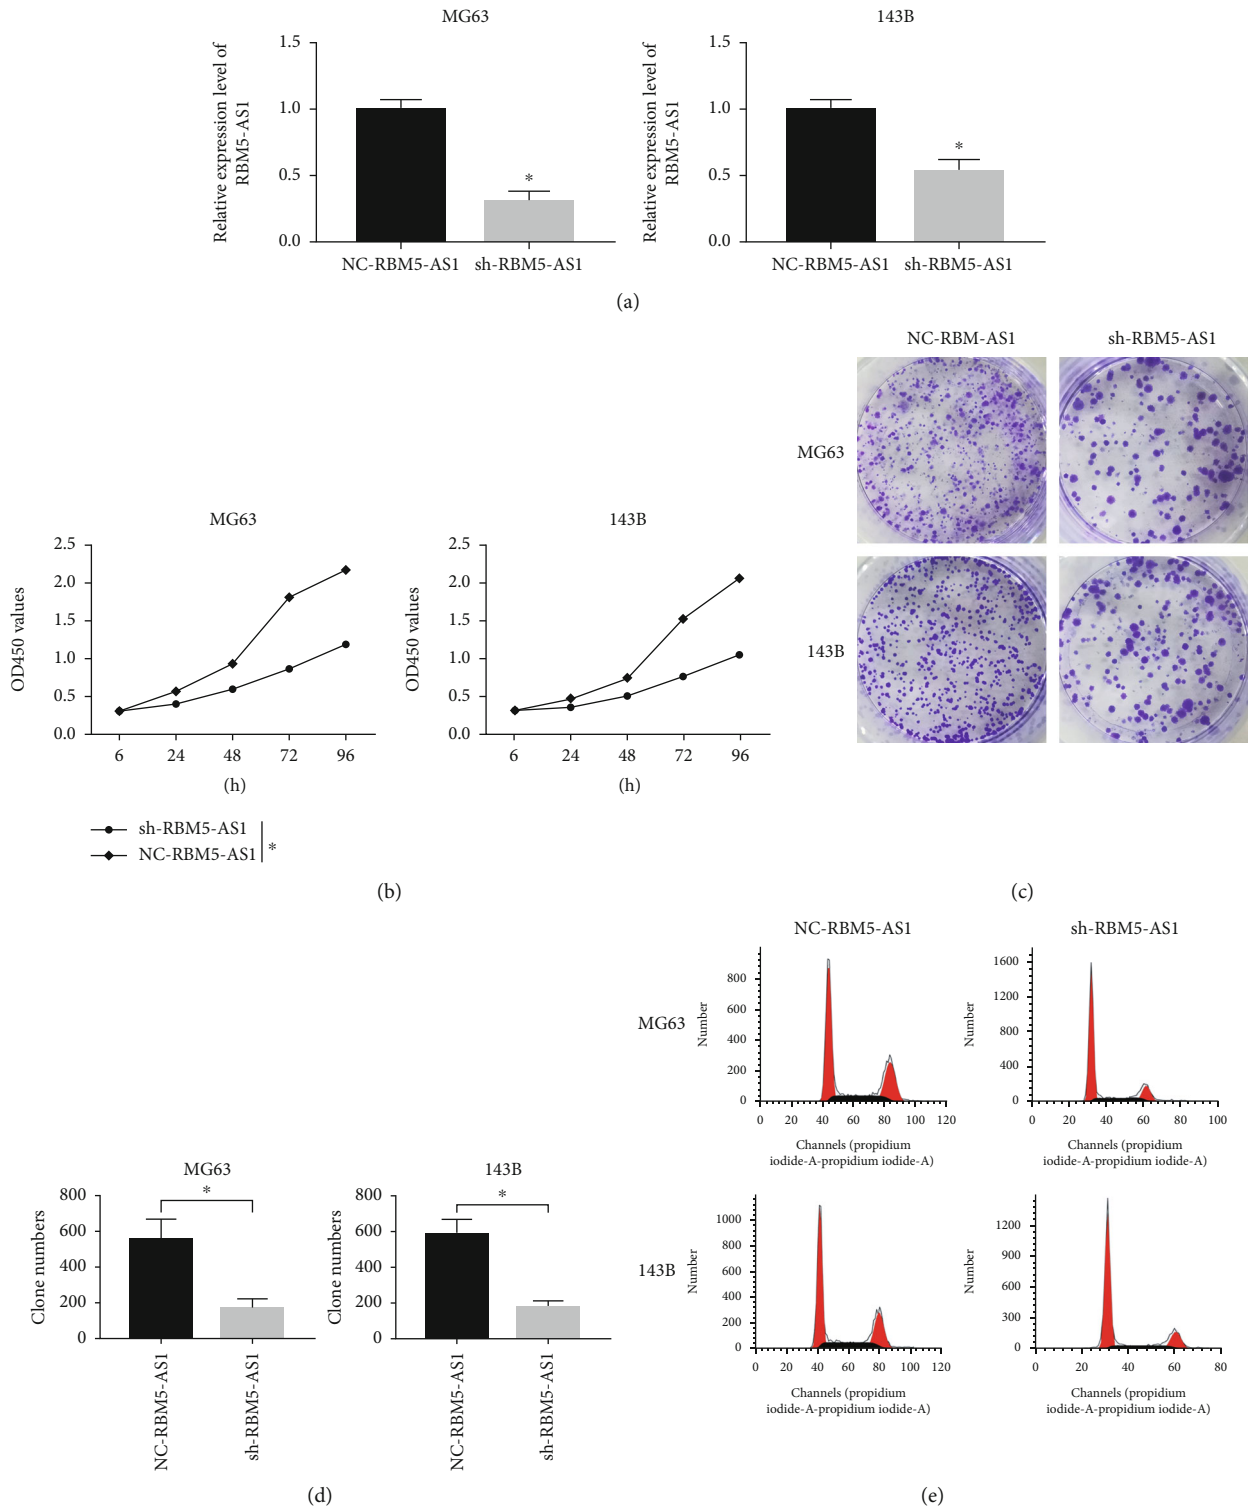 MG63
143B
Relative expression level of
RBM5-AS1
1.5
1.0
0.5
0.0
*
NC-RBM5-AS1
sh-RBM5-AS1
Relative expression level of
RBM5-AS1
1.5
1.0
0.5
0.0
*
NC-RBM5-AS1
sh-RBM5-AS1
(a)
MG63
OD450 values
2.5
2.0
1.5
1.0
0.5
0.0
6 24 48 72 96
(h)
143B
OD450 values
2.5
2.0
1.5
1.0
0.5
0.0
6 24 48 72 96
(h)
sh-RBM5-AS1
NC-RBM5-AS1
*
(b)
NC-RBM-AS1
sh-RBM5-AS1
MG63
143B
(c)
MG63
Clone numbers
800
600
400
200
0
*
NC-RBM5-AS1
sh-RBM5-AS1
143B
Clone numbers
800
600
400
200
0
*
NC-RBM5-AS1
sh-RBM5-AS1
(d)
NC-RBM5-AS1
sh-RBM5-AS1
MG63
Number
800
600
400
200
0
0 20 40 60 80 100 120
Channels (propidium
iodide-A-propidium iodide-A)
Number
1600
1200
800
400
0
0 20 40 60 80 100
Channels (propidium
iodide-A-propidium iodide-A)
143B
Number
1000
800
600
400
200
0
0 20 40 60 80 100 120
Channels (propidium
iodide-A-propidium iodide-A)
Number
1200
900
600
300
0
0 20 40 60 80
Channels (propidium
iodide-A-propidium iodide-A)
(e)